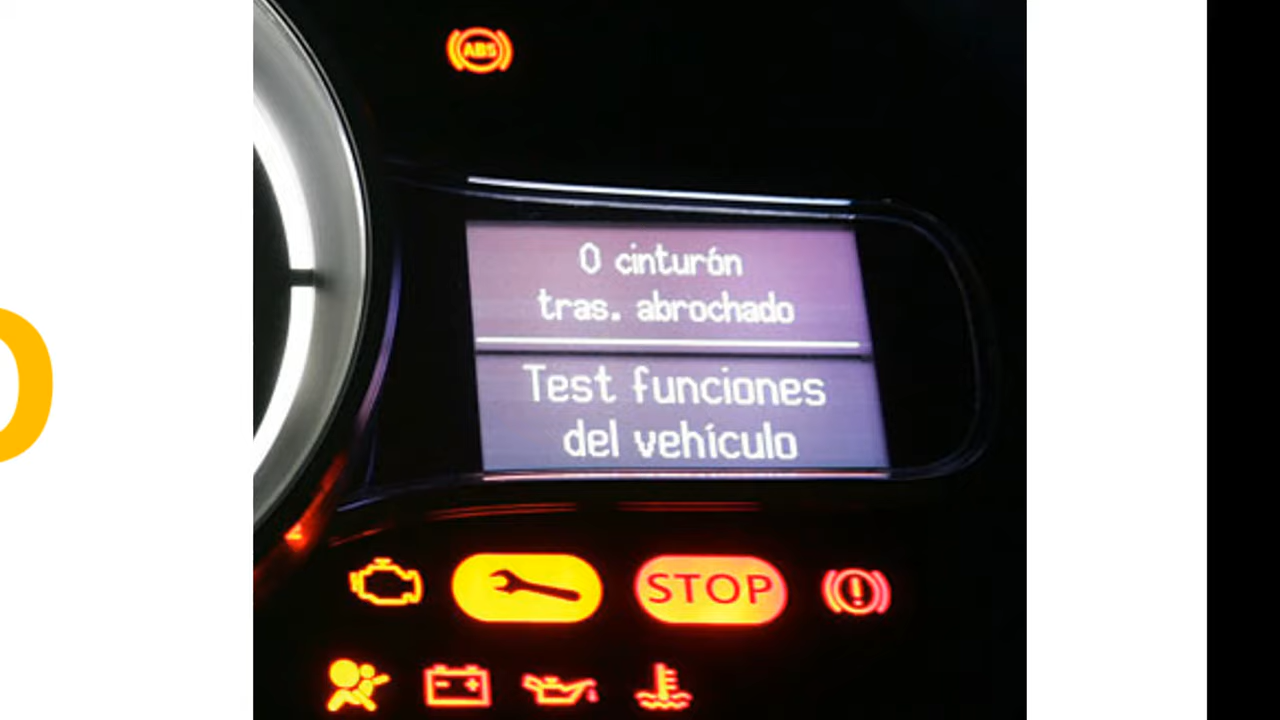 ABS
0 cinturón
tras. abrochado
Test funciones
del vehículo
STOP